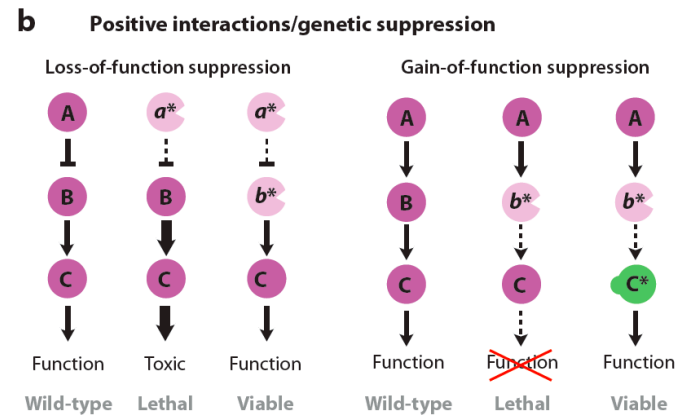 b Positive interactions/genetic suppression
Loss-of-function suppression
Gain-of-function suppression
A a* a* A A A
B B b* B b* b*
C C C C C C*
Function Toxic Function Function Function Function
Wild-type Lethal Viable Wild-type Lethal Viable